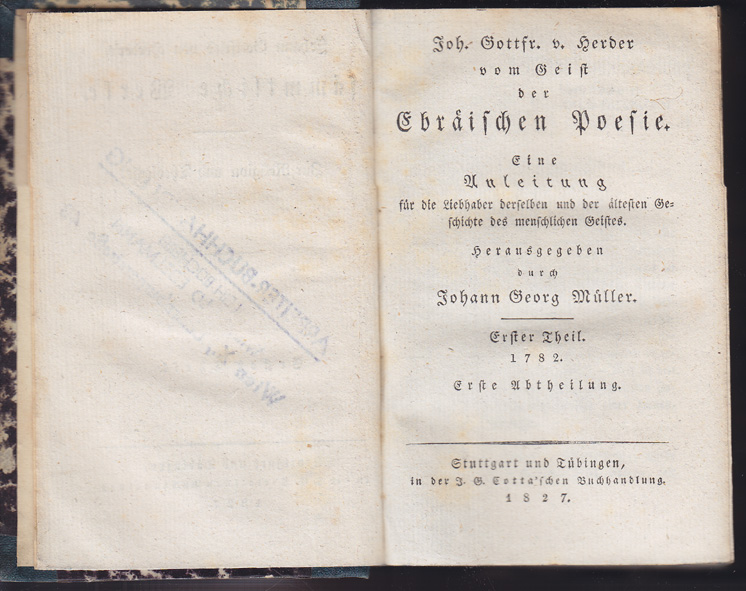 Joh. Gottfr. v. Herder
vom Geist
der
Ebräischen Poesie.
Eine
Anleitung
für die Liebhaber derselben und der ältesten Ge=
schichte des menschlichen Geistes.
Herausgegeben
durch
Johann Georg Müller.
Erster Theil.
1782.
Erste Abtheilung.
Stuttgart und Tübingen,
in der J. G. Cotta'schen Buchhandlung.
1827.